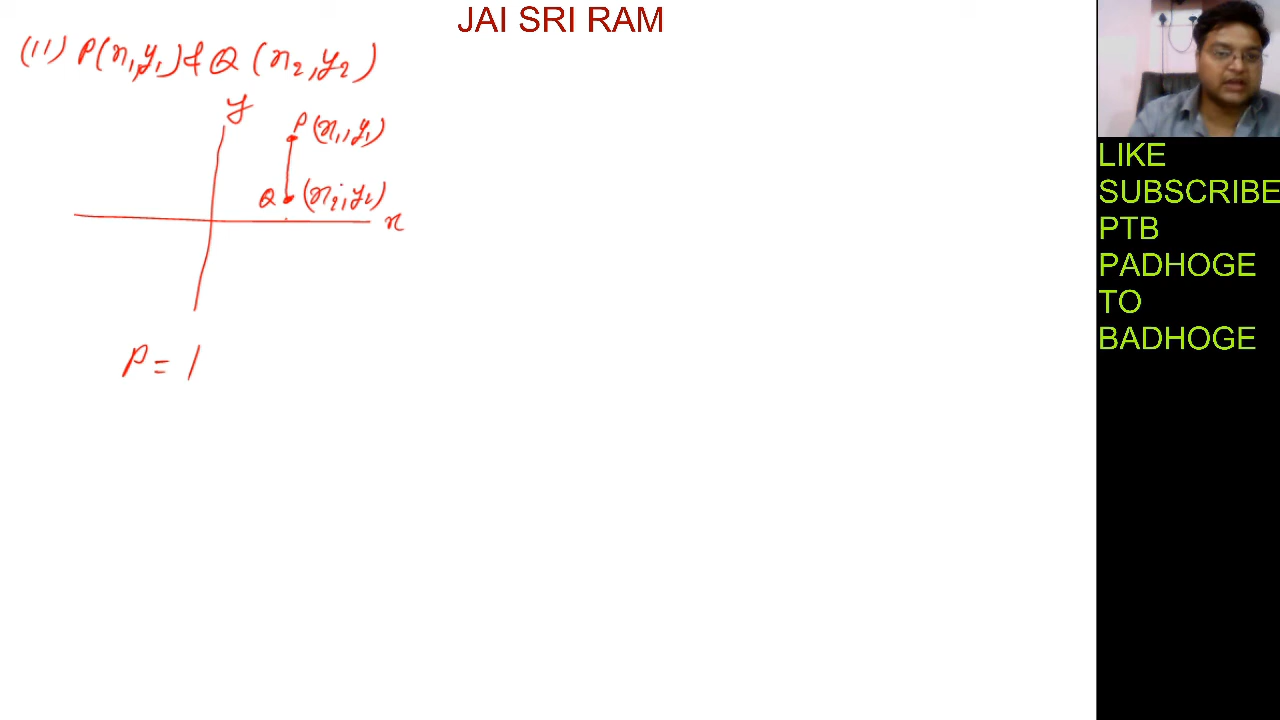 JAI SRI RAM
(11) P(x₁,y₁) & Q (x₂,y₂)
y
P (x₁,y₁)
Q (x₂,y₂)
x
P = 1
LIKE
SUBSCRIBE
PTB
PADHOGE
TO
BADHOGE